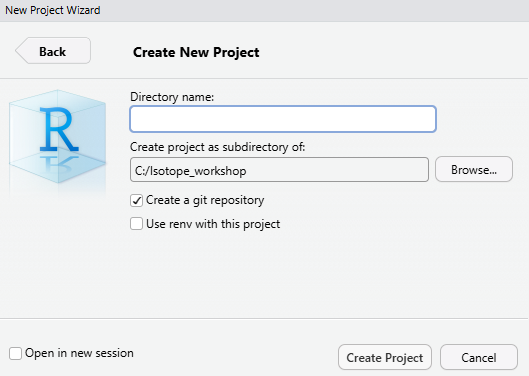 New Project Wizard
Back
Create New Project
R
Directory name:
Create project as subdirectory of:
C:/Isotope_workshop
Browse...
Create a git repository
Use renv with this project
Open in new session
Create Project
Cancel